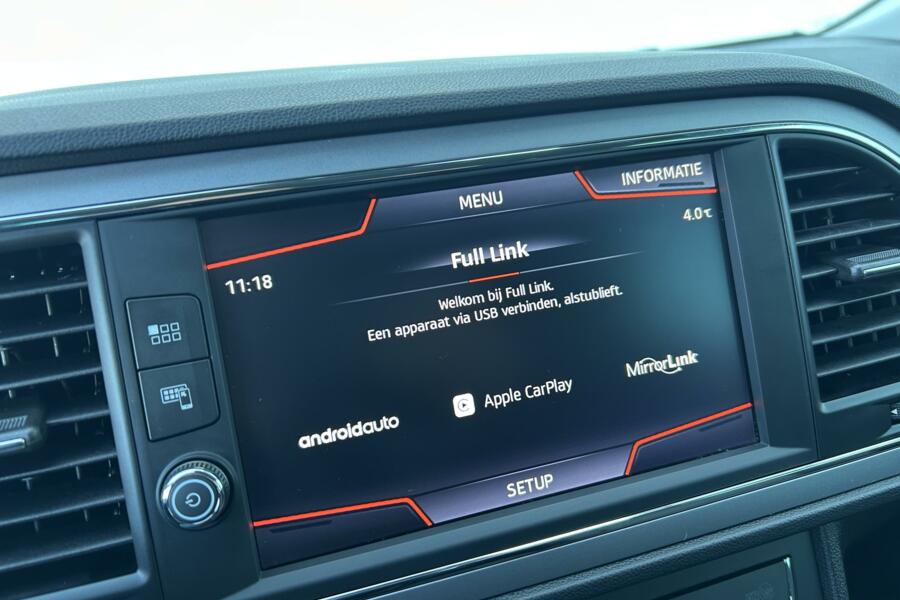 MENU
INFORMATIE
4.0℃
11:18
Full Link
Welkom bij Full Link.
Een apparaat via USB verbinden, alstublieft.
androidauto
Apple CarPlay
MirrorLink
SETUP